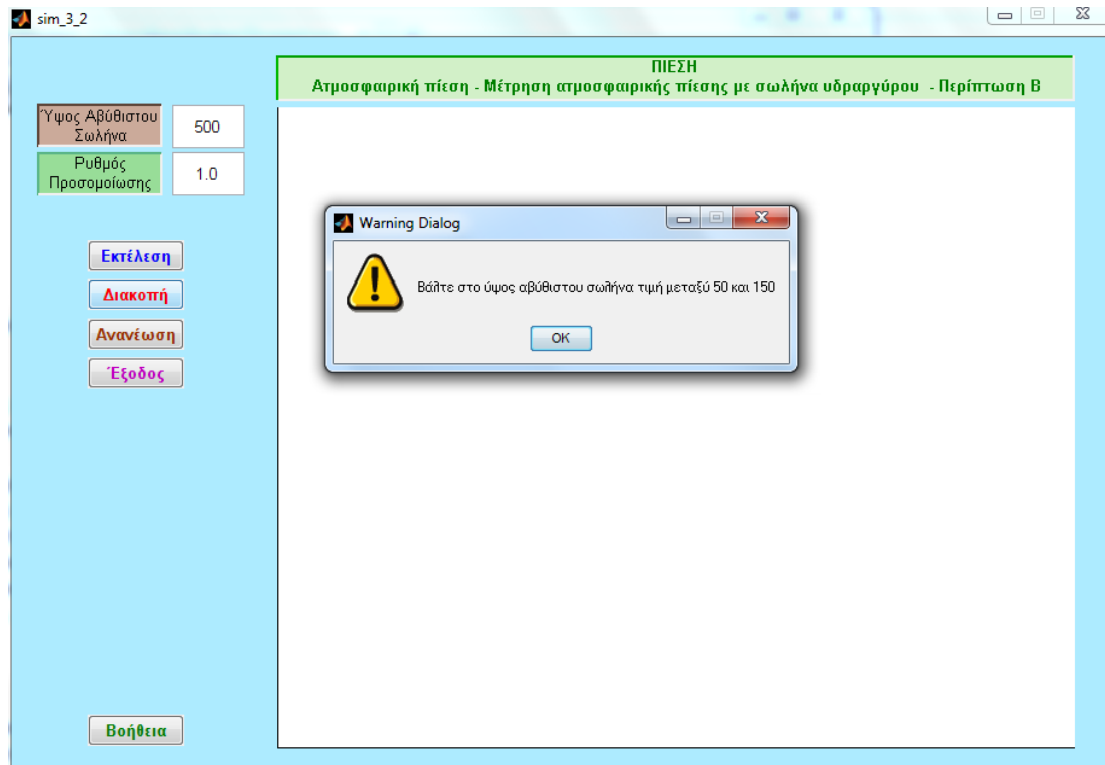 sim_3_2
ΠΙΕΣΗ
Ατμοσφαιρική πίεση - Μέτρηση ατμοσφαιρικής πίεσης με σωλήνα υδραργύρου - Περίπτωση Β
Ύψος Αβύθιστου
Σωλήνα
500
Ρυθμός
Προσομοίωσης
1.0
Εκτέλεση
Διακοπή
Ανανέωση
Έξοδος
Warning Dialog
Βάλτε στο ύψος αβύθιστου σωλήνα τιμή μεταξύ 50 και 150
OK
Βοήθεια